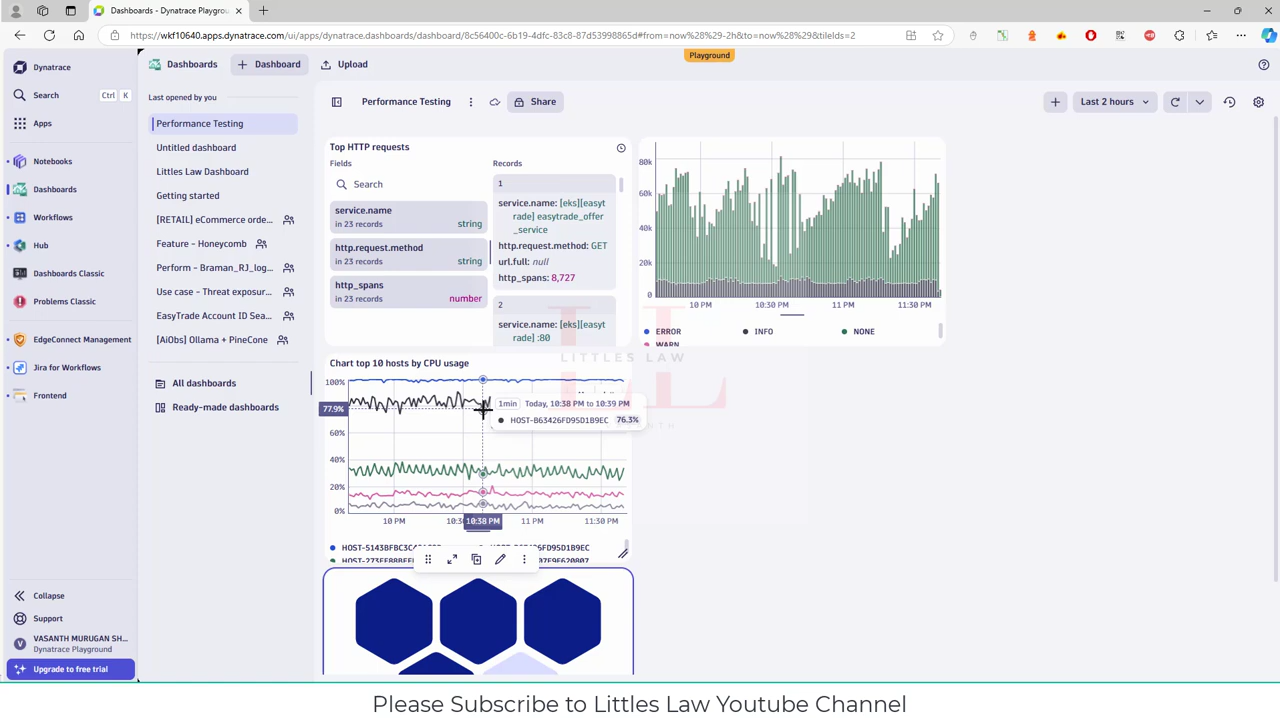 Dashboards - Dynatrace Playgrou
https://wkf10640.apps.dynatrace.com/ui/apps/dynatrace.dashboards/dashboard/8c56400c-6b19-4dfc-83f8-87d53998865d#from=now%28%29-2h&to=now%28%29&tileIds=2
Playground
Dynatrace
Search
Ctrl
K
Apps
Notebooks
Dashboards
Workflows
Hub
Dashboards Classic
Problems Classic
EdgeConnect Management
Jira for Workflows
Frontend
Collapse
Support
VASANTH MURUGAN SH...
Dynatrace Playground
Upgrade to free trial
Dashboards
Dashboard
Upload
Last opened by you
Performance Testing
Untitled dashboard
Littles Law Dashboard
Getting started
[RETAIL] eCommerce orde...
Feature - Honeycomb
Perform - Braman_RJ_log...
Use case - Threat exposur...
EasyTrade Account ID Sea...
[AiObs] Ollama + PineCone
All dashboards
Ready-made dashboards
Performance Testing
Share
Last 2 hours
Top HTTP requests
Fields
Records
Search
service.name
in 23 records
string
http.request.method
in 23 records
string
http_spans
in 23 records
number
1
service.name: [eks][easyt
rade] easytrade_offer
_service
http.request.method: GET
url.full: null
http_spans: 8,727
2
service.name: [eks][easyt
rade] :80
80k
60k
40k
20k
0
10 PM
10:30 PM
11 PM
11:30 PM
ERROR
INFO
NONE
WARN
LITTLES LAW
Chart top 10 hosts by CPU usage
100%
77.9%
60%
40%
20%
0%
1min
Today, 10:38 PM to 10:39 PM
HOST-B63426FD95D1B9EC
76.3%
10 PM
10:38 PM
11 PM
11:30 PM
Please Subscribe to Littles Law Youtube Channel